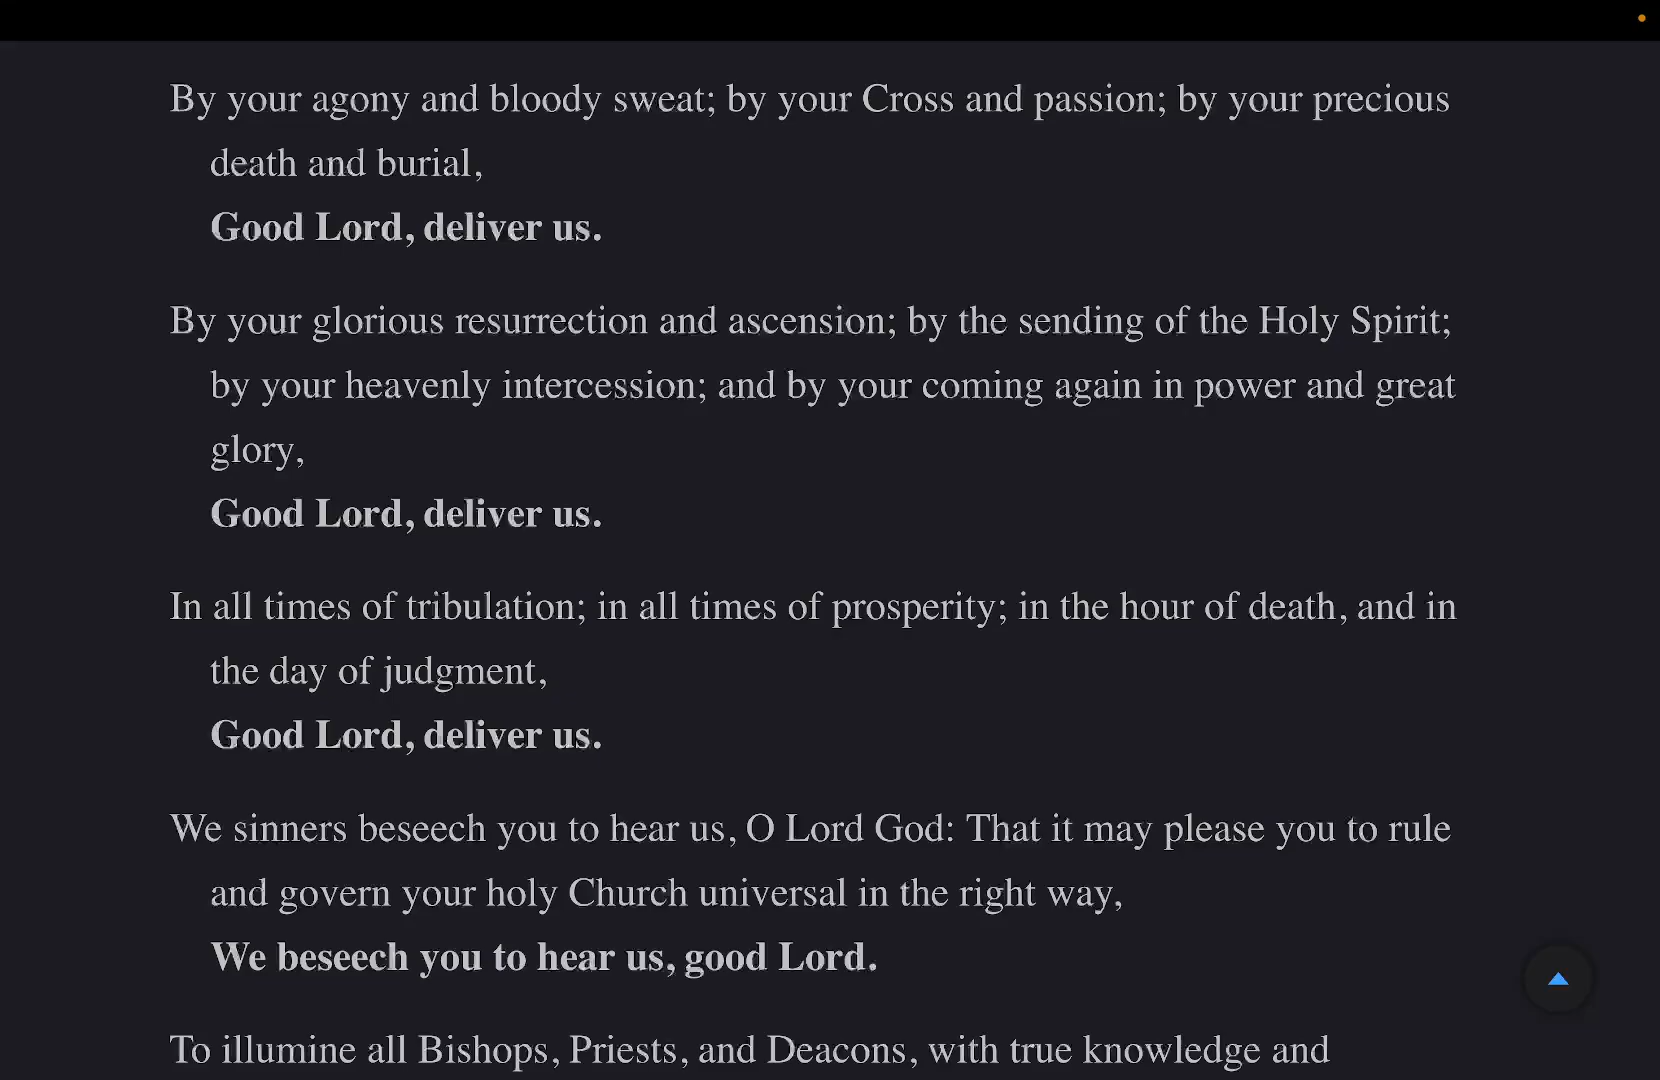 By your agony and bloody sweat; by your Cross and passion; by your precious
death and burial,
Good Lord, deliver us.
By your glorious resurrection and ascension; by the sending of the Holy Spirit;
by your heavenly intercession; and by your coming again in power and great
glory,
Good Lord, deliver us.
In all times of tribulation; in all times of prosperity; in the hour of death, and in
the day of judgment,
Good Lord, deliver us.
We sinners beseech you to hear us, O Lord God: That it may please you to rule
and govern your holy Church universal in the right way,
We beseech you to hear us, good Lord.
To illumine all Bishops, Priests, and Deacons, with true knowledge and